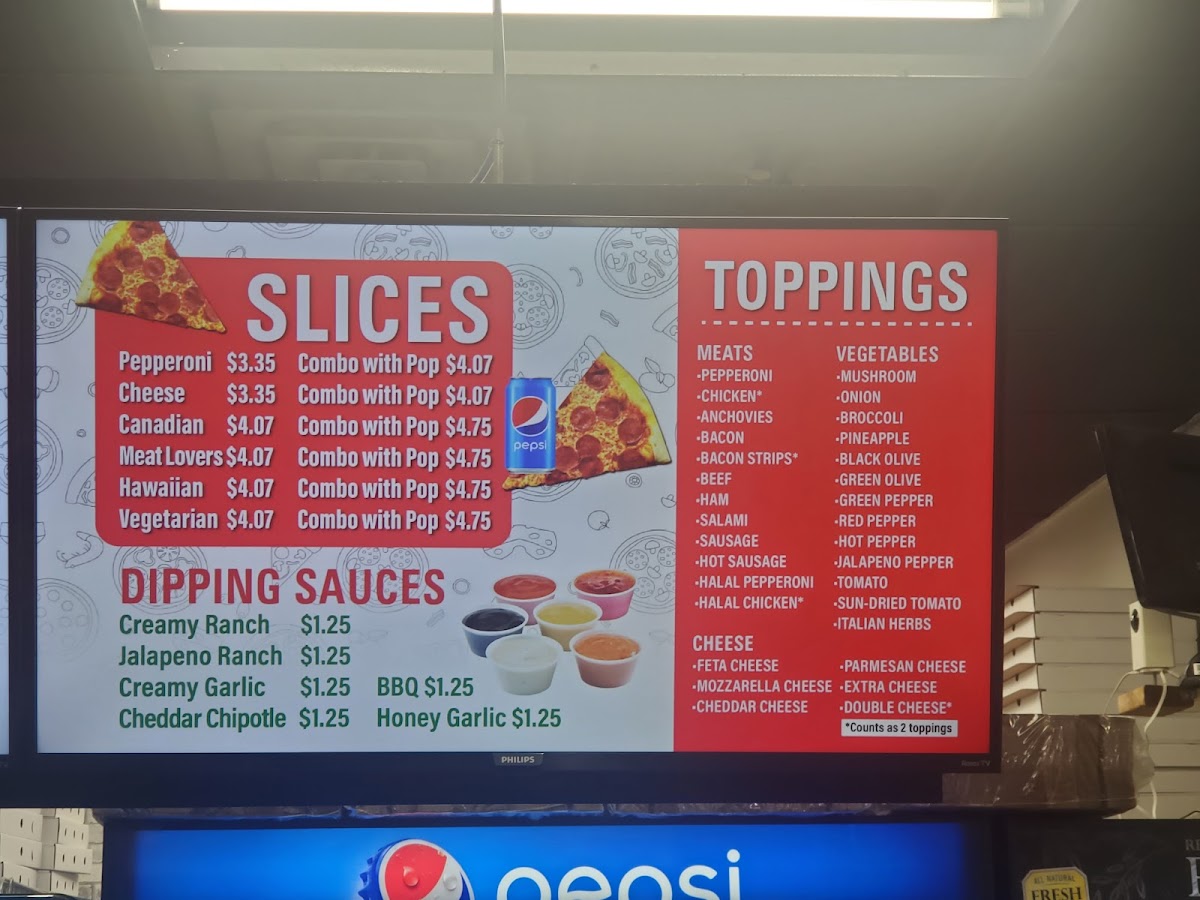 SLICES
Pepperoni $3.35 Combo with Pop $4.07
Cheese $3.35 Combo with Pop $4.07
Canadian $4.07 Combo with Pop $4.75
Meat Lovers $4.07 Combo with Pop $4.75
Hawaiian $4.07 Combo with Pop $4.75
Vegetarian $4.07 Combo with Pop $4.75
pepsi
DIPPING SAUCES
Creamy Ranch $1.25
Jalapeno Ranch $1.25
Creamy Garlic $1.25 BBQ $1.25
Cheddar Chipotle $1.25 Honey Garlic $1.25
TOPPINGS
MEATS
•PEPPERONI
•CHICKEN*
•ANCHOVIES
•BACON
•BACON STRIPS*
•BEEF
•HAM
•SALAMI
•SAUSAGE
•HOT SAUSAGE
•HALAL PEPPERONI
•HALAL CHICKEN*
VEGETABLES
•MUSHROOM
•ONION
•BROCCOLI
•PINEAPPLE
•BLACK OLIVE
•GREEN OLIVE
•GREEN PEPPER
•RED PEPPER
•HOT PEPPER
•JALAPENO PEPPER
•TOMATO
•SUN-DRIED TOMATO
•ITALIAN HERBS
CHEESE
•FETA CHEESE •PARMESAN CHEESE
•MOZZARELLA CHEESE •EXTRA CHEESE
•CHEDDAR CHEESE •DOUBLE CHEESE*
*Counts as 2 toppings
PHILIPS
Roku TV
pepsi
ALL NATURAL
FRESH